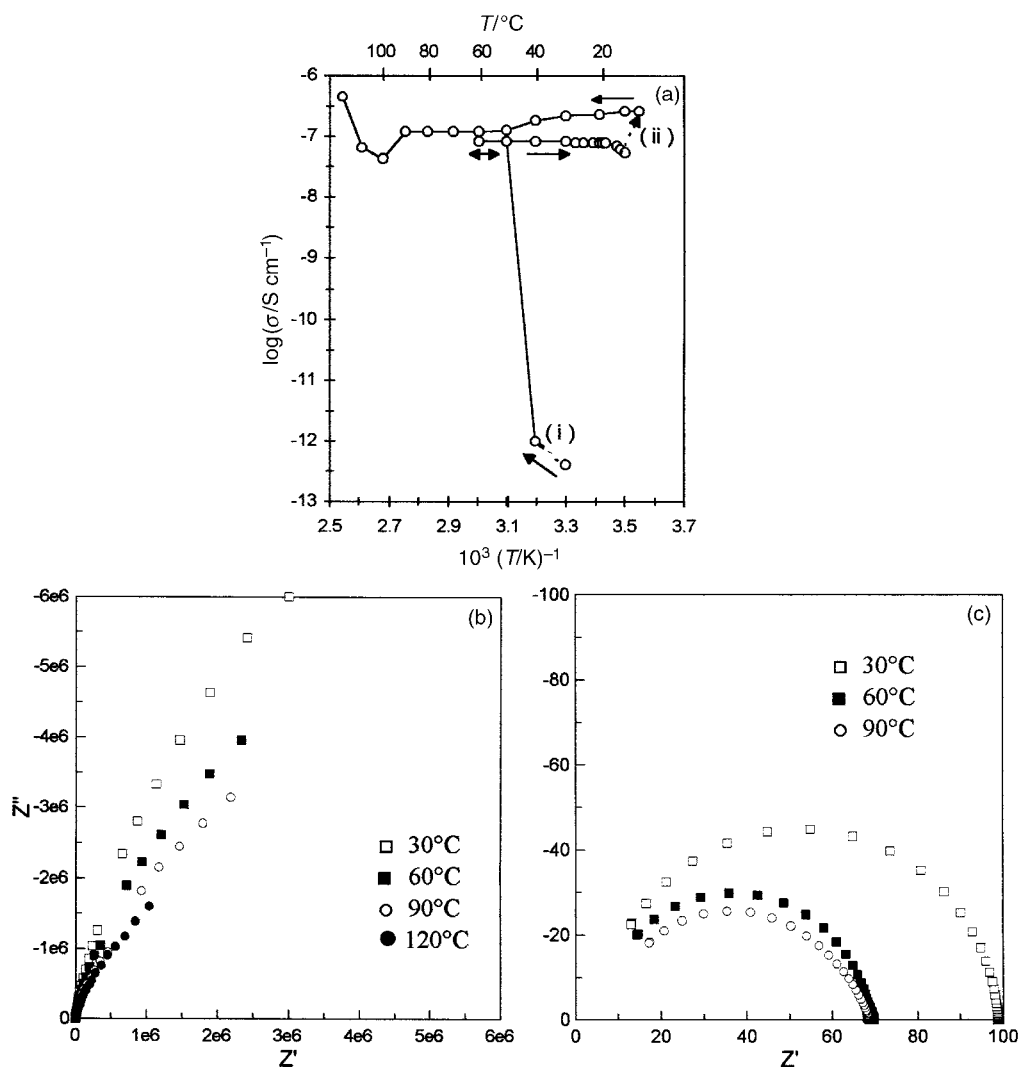 T/°C
100 80 60 40 20
-6
(a)
-7
(ii)
-8
-9
log(σ/S cm⁻¹)
-10
-11
-12
(i)
-13
2.5 2.7 2.9 3.1 3.3 3.5 3.7
10³ (T/K)⁻¹
-6e6
(b)
-5e6
-4e6
Z''
-3e6
-2e6
-1e6
0
30°C
60°C
90°C
120°C
0 1e6 2e6 3e6 4e6 5e6 6e6
Z'
-100
(c)
-80
-60
-40
-20
0
30°C
60°C
90°C
0 20 40 60 80 100
Z'